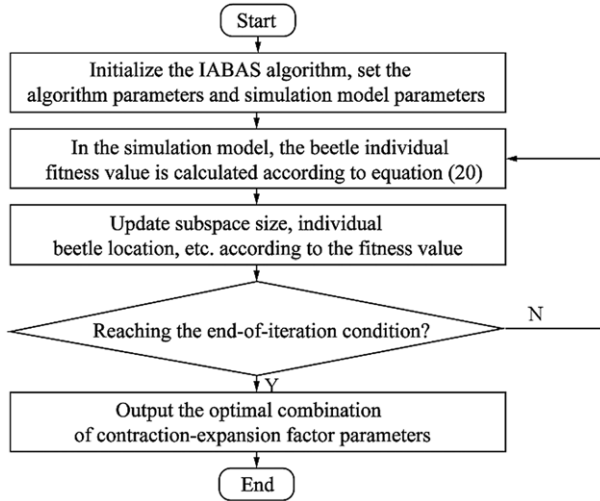 Start
Initialize the IABAS algorithm, set the
algorithm parameters and simulation model parameters
In the simulation model, the beetle individual
fitness value is calculated according to equation (20)
Update subspace size, individual
beetle location, etc. according to the fitness value
Reaching the end-of-iteration condition?
N
Y
Output the optimal combination
of contraction-expansion factor parameters
End